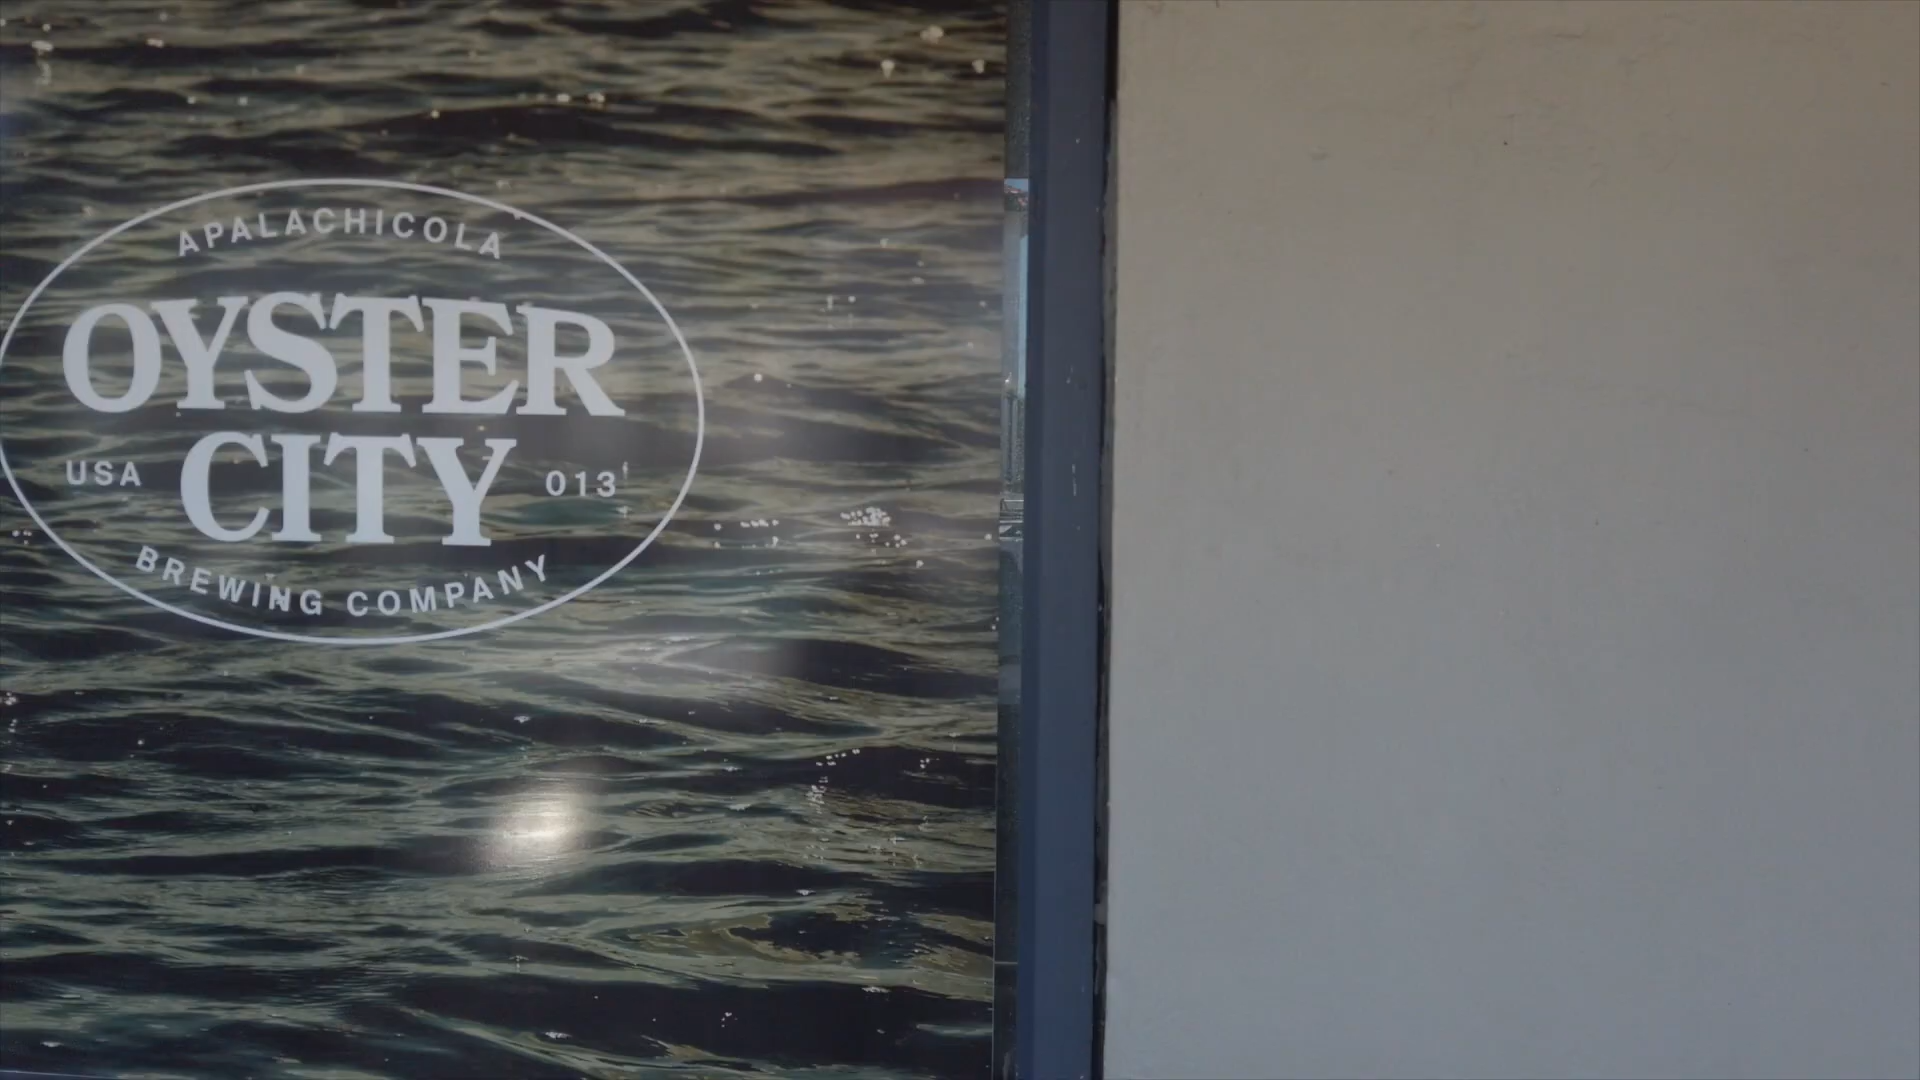 APALACHICOLA
OYSTER
CITY
USA
013
BREWING COMPANY